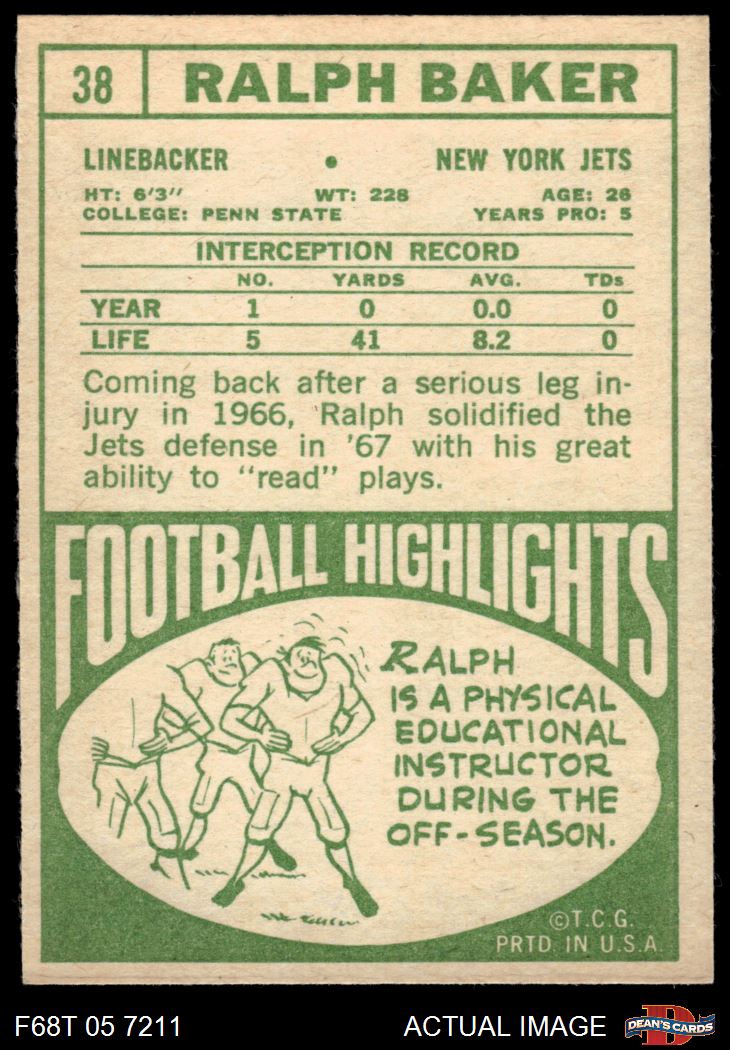 38 RALPH BAKER
LINEBACKER • NEW YORK JETS
HT: 6'3" WT: 228 AGE: 26
COLLEGE: PENN STATE YEARS PRO: 5
INTERCEPTION RECORD
NO. YARDS AVG. TDs
YEAR 1 0 0.0 0
LIFE 5 41 8.2 0
Coming back after a serious leg in-
jury in 1966, Ralph solidified the
Jets defense in '67 with his great
ability to "read" plays.
FOOTBALL HIGHLIGHTS
RALPH
IS A PHYSICAL
EDUCATIONAL
INSTRUCTOR
DURING THE
OFF-SEASON.
©T.C.G.
PRTD. IN U.S.A.
F68T 05 7211 ACTUAL IMAGE D DEAN'S CARDS